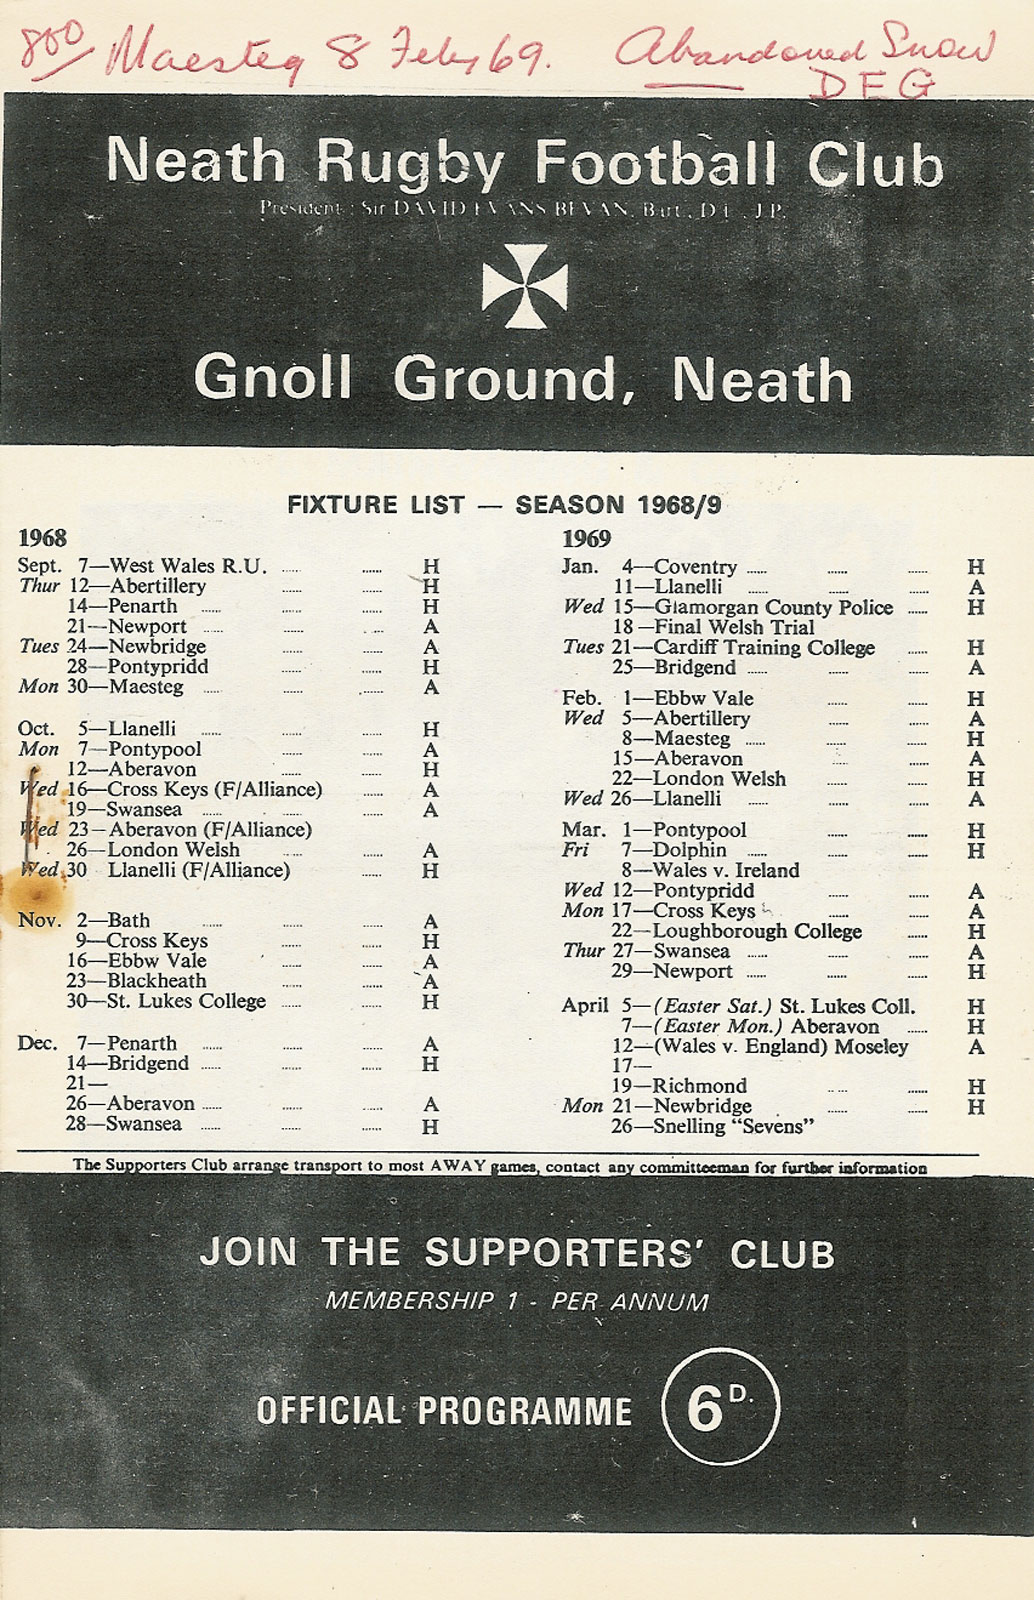 800/ Maesteg 8 Feby 69. Abandoned Snow
DEG
Neath Rugby Football Club
President: Sir DAVID EVANS BEVAN, Bart., D.L., J.P.
Gnoll Ground, Neath
FIXTURE LIST — SEASON 1968/9
1968
Sept. 7—West Wales R.U. ..... ..... H
Thur 12—Abertillery ..... ..... H
14—Penarth ..... ..... ..... H
21—Newport ..... ..... ..... A
Tues 24—Newbridge ..... ..... A
28—Pontypridd ..... ..... H
Mon 30—Maesteg ..... ..... ..... A
Oct. 5—Llanelli ..... ..... ..... H
Mon 7—Pontypool ..... ..... A
12—Aberavon ..... ..... H
Wed 16—Cross Keys (F/Alliance) ..... A
19—Swansea ..... ..... ..... A
Wed 23—Aberavon (F/Alliance)
26—London Welsh ..... ..... A
Wed 30 Llanelli (F/Alliance) ..... H
Nov. 2—Bath ..... ..... ..... A
9—Cross Keys ..... ..... H
16—Ebbw Vale ..... ..... A
23—Blackheath ..... ..... A
30—St. Lukes College ..... ..... H
Dec. 7—Penarth ..... ..... ..... A
14—Bridgend ..... ..... ..... H
21—
26—Aberavon ..... ..... ..... A
28—Swansea ..... ..... ..... H
1969
Jan. 4—Coventry ..... ..... ..... H
11—Llanelli ..... ..... ..... A
Wed 15—Glamorgan County Police ..... H
18—Final Welsh Trial
Tues 21—Cardiff Training College ..... H
25—Bridgend ..... ..... ..... A
Feb. 1—Ebbw Vale ..... ..... H
Wed 5—Abertillery ..... ..... A
8—Maesteg ..... ..... ..... H
15—Aberavon ..... ..... A
22—London Welsh ..... ..... H
Wed 26—Llanelli ..... ..... ..... A
Mar. 1—Pontypool ..... ..... H
Fri 7—Dolphin ..... ..... ..... H
8—Wales v. Ireland
Wed 12—Pontypridd ..... ..... A
Mon 17—Cross Keys ..... ..... A
22—Loughborough College ..... H
Thur 27—Swansea ..... ..... ..... A
29—Newport ..... ..... ..... H
April 5—(Easter Sat.) St. Lukes Coll. H
7—(Easter Mon.) Aberavon ..... H
12—(Wales v. England) Moseley A
17—
19—Richmond ..... ..... H
Mon 21—Newbridge ..... ..... H
26—Snelling "Sevens"
The Supporters Club arrange transport to most AWAY games, contact any committeeman for further information
JOIN THE SUPPORTERS' CLUB
MEMBERSHIP 1 - PER ANNUM
OFFICIAL PROGRAMME 6D.